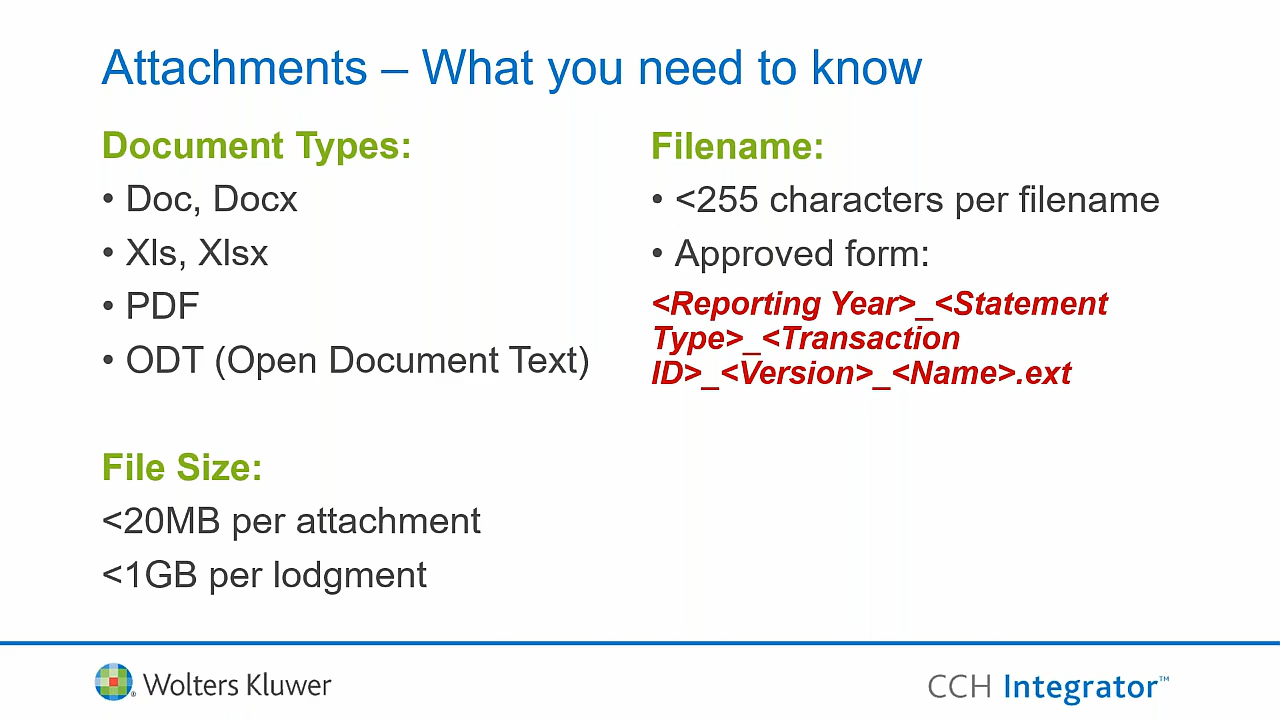 Attachments – What you need to know
Document Types:
• Doc, Docx
• Xls, Xlsx
• PDF
• ODT (Open Document Text)
File Size:
<20MB per attachment
<1GB per lodgment
Filename:
• <255 characters per filename
• Approved form:
<Reporting Year>_<Statement
Type>_<Transaction
ID>_<Version>_<Name>.ext
Wolters Kluwer
CCH Integrator™